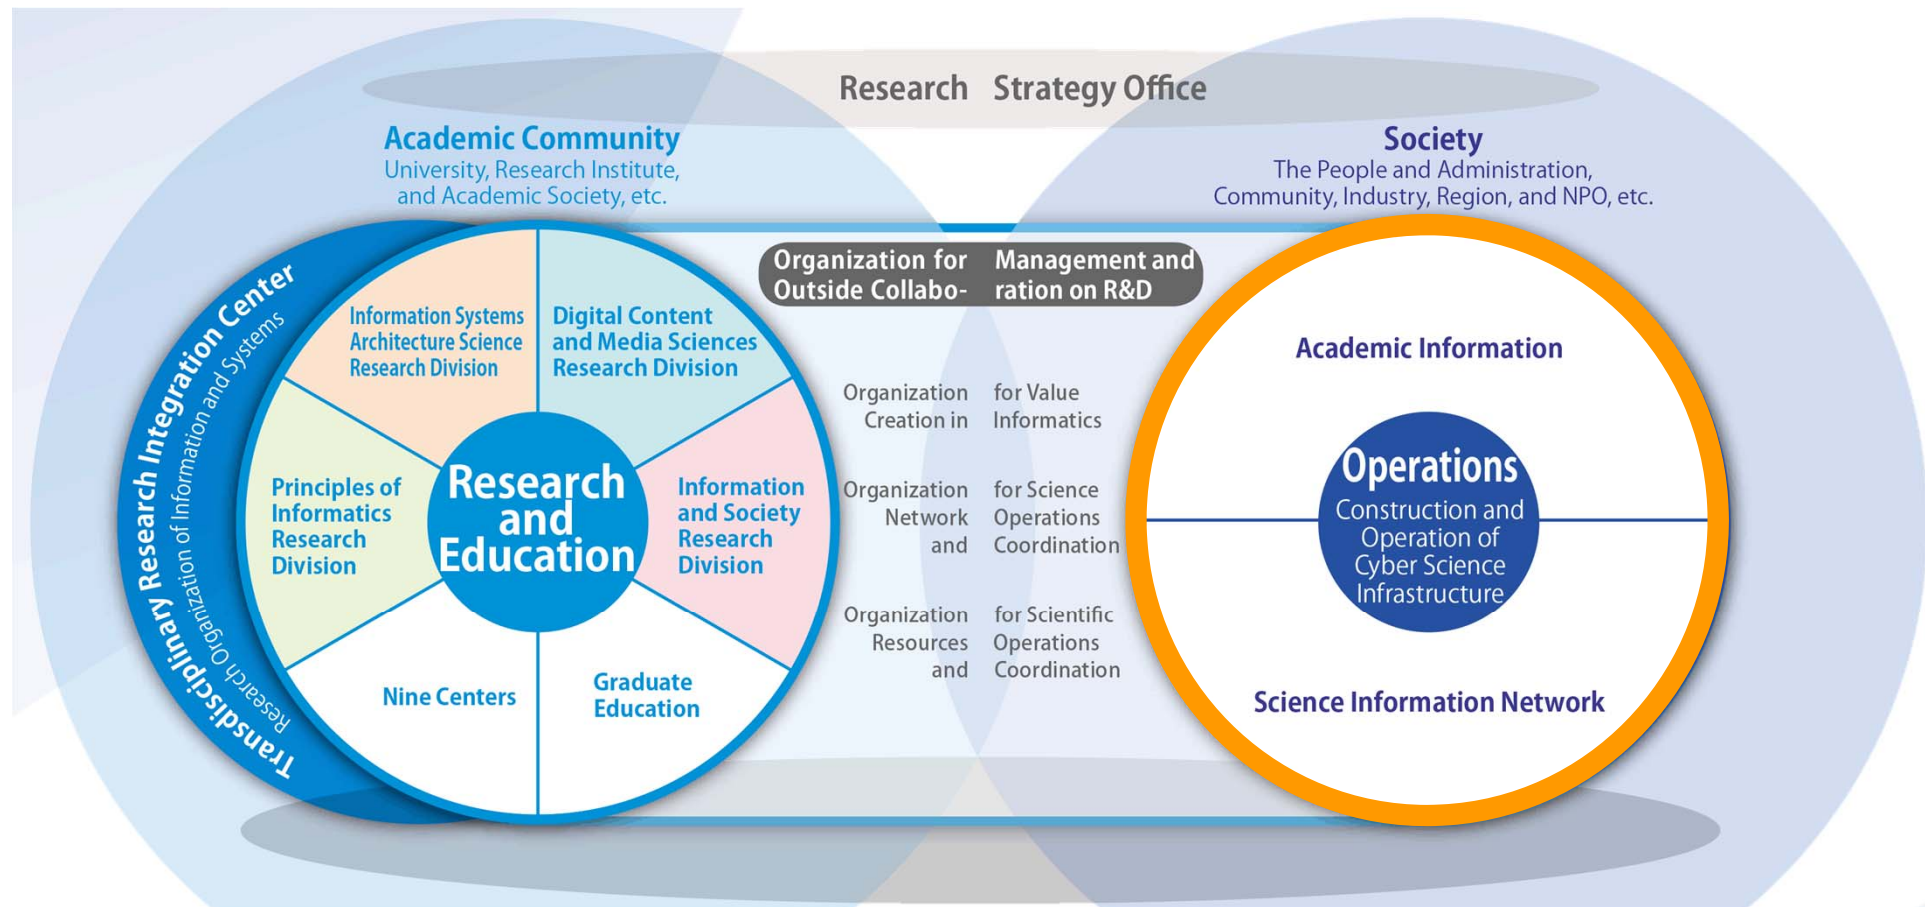 Research Strategy Office
Academic Community
University, Research Institute,
and Academic Society, etc.
Society
The People and Administration,
Community, Industry, Region, and NPO, etc.
Transdisciplinary Research Integration Center
Research Organization of Information and Systems
Information Systems
Architecture Science
Research Division
Digital Content
and Media Sciences
Research Division
Principles of
Informatics
Research
Division
Research
and
Education
Information
and Society
Research
Division
Nine Centers
Graduate
Education
Organization for Management and
Outside Collabo- ration on R&D
Organization for Value
Creation in Informatics
Organization for Science
Network Operations
and Coordination
Organization for Scientific
Resources Operations
and Coordination
Academic Information
Operations
Construction and
Operation of
Cyber Science
Infrastructure
Science Information Network